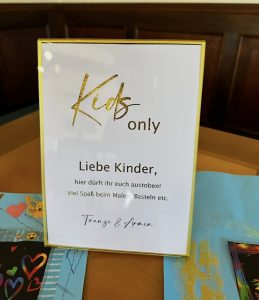 Kids
only
Liebe Kinder,
hier dürft ihr euch austoben!
Viel Spaß beim Malen, Basteln etc.
Franzi & Armin